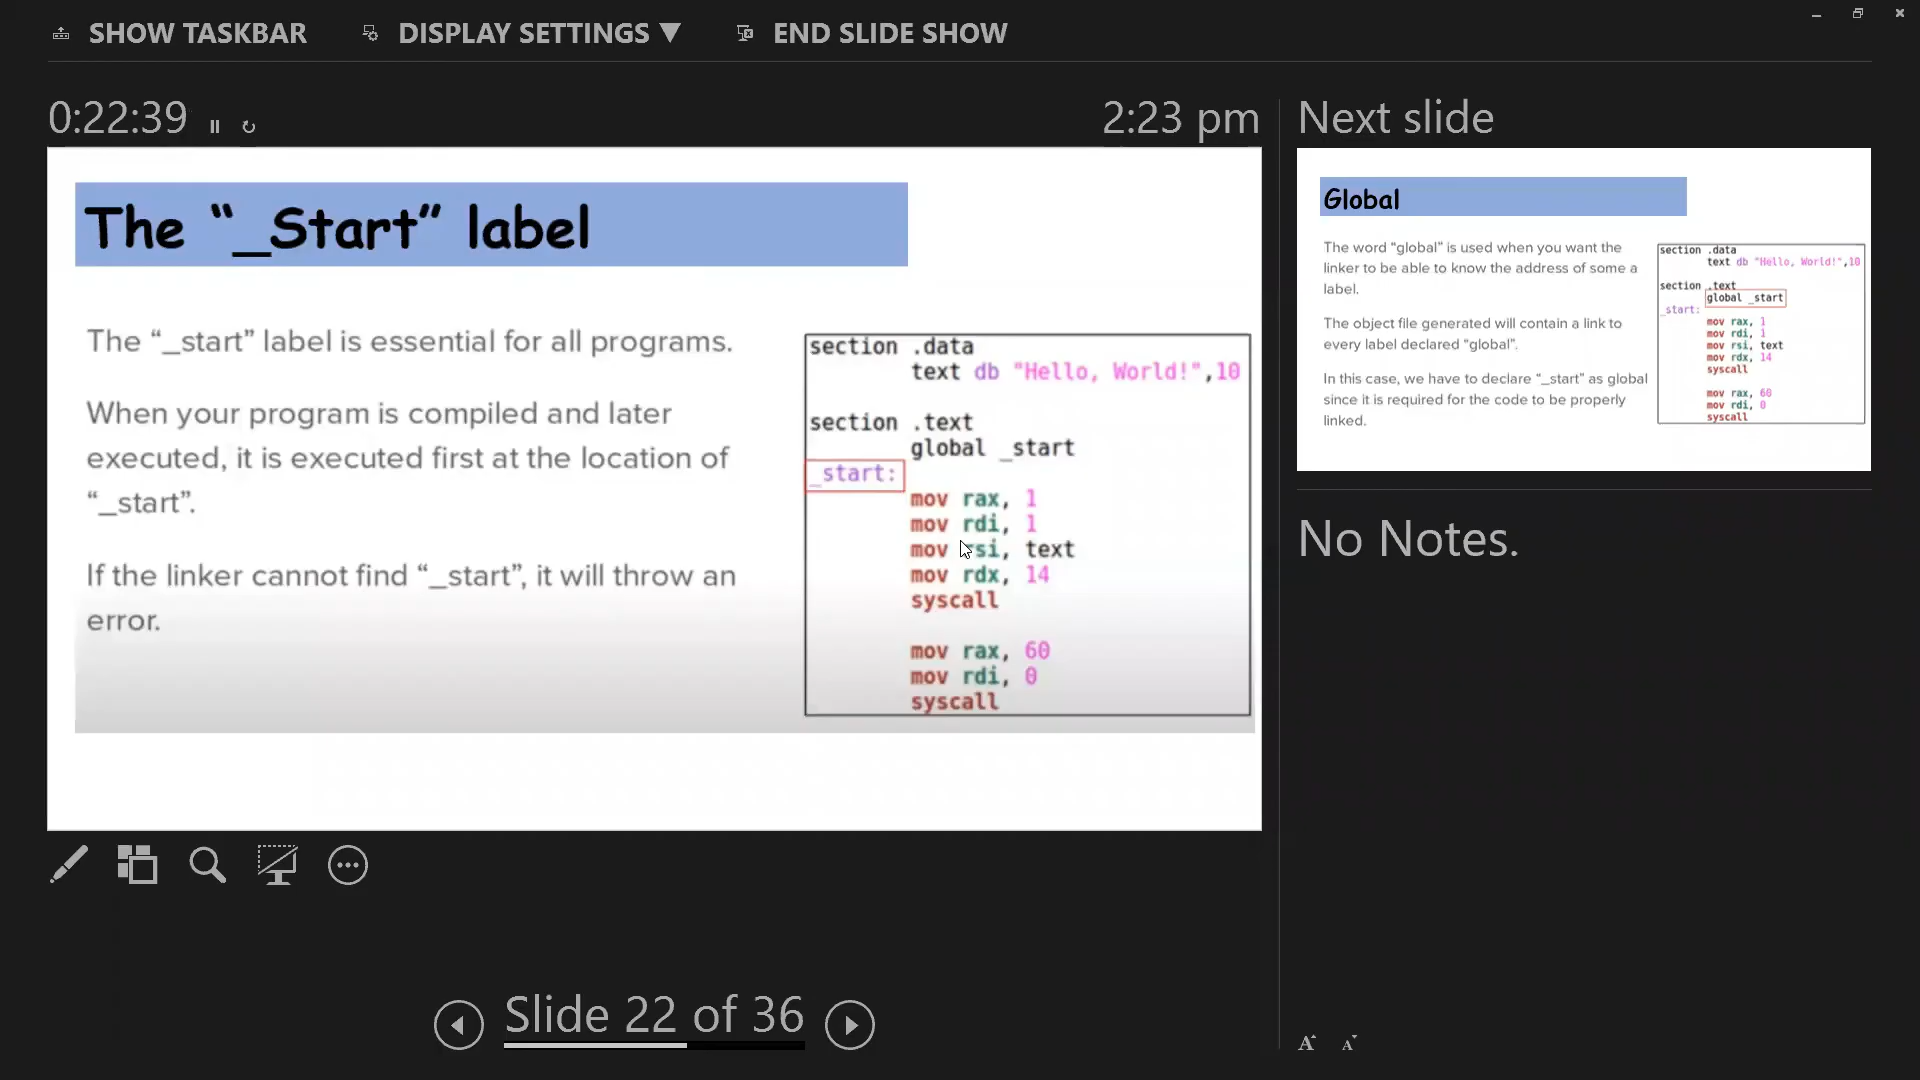 SHOW TASKBAR DISPLAY SETTINGS ▼ END SLIDE SHOW
0:22:39
2:23 pm
The “_Start” label
The “_start” label is essential for all programs.
When your program is compiled and later
executed, it is executed first at the location of
“_start”.
If the linker cannot find “_start”, it will throw an
error.
section .data
text db "Hello, World!",10
section .text
global _start
_start:
mov rax, 1
mov rdi, 1
mov rsi, text
mov rdx, 14
syscall
mov rax, 60
mov rdi, 0
syscall
Slide 22 of 36
Next slide
Global
The word “global” is used when you want the
linker to be able to know the address of some a
label.
The object file generated will contain a link to
every label declared “global”.
In this case, we have to declare “_start” as global
since it is required for the code to be properly
linked.
section .data
text db "Hello, World!",10
section .text
global _start
_start:
mov rax, 1
mov rdi, 1
mov rsi, text
mov rdx, 14
syscall
mov rax, 60
mov rdi, 0
syscall
No Notes.
A A